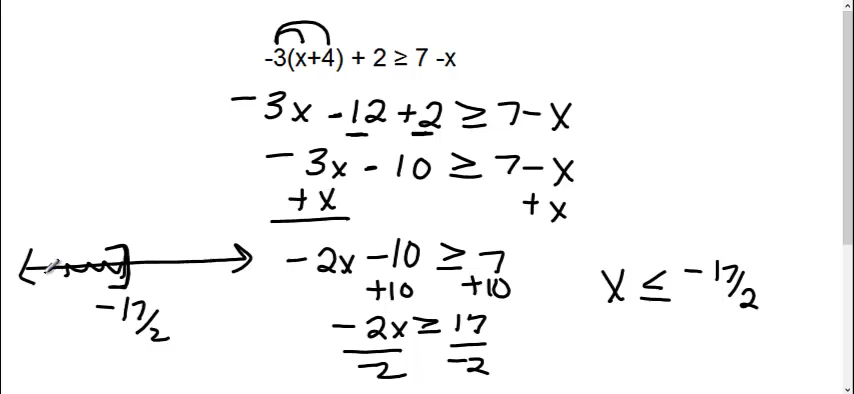 -3(x+4) + 2 ≥ 7 -x
-3x -12 +2 ≥ 7-x
-3x - 10 ≥ 7-x
+x +x
-2x -10 ≥ 7
+10 +10
-2x ≥ 17
-2 -2
x ≤ -17/2
-17/2